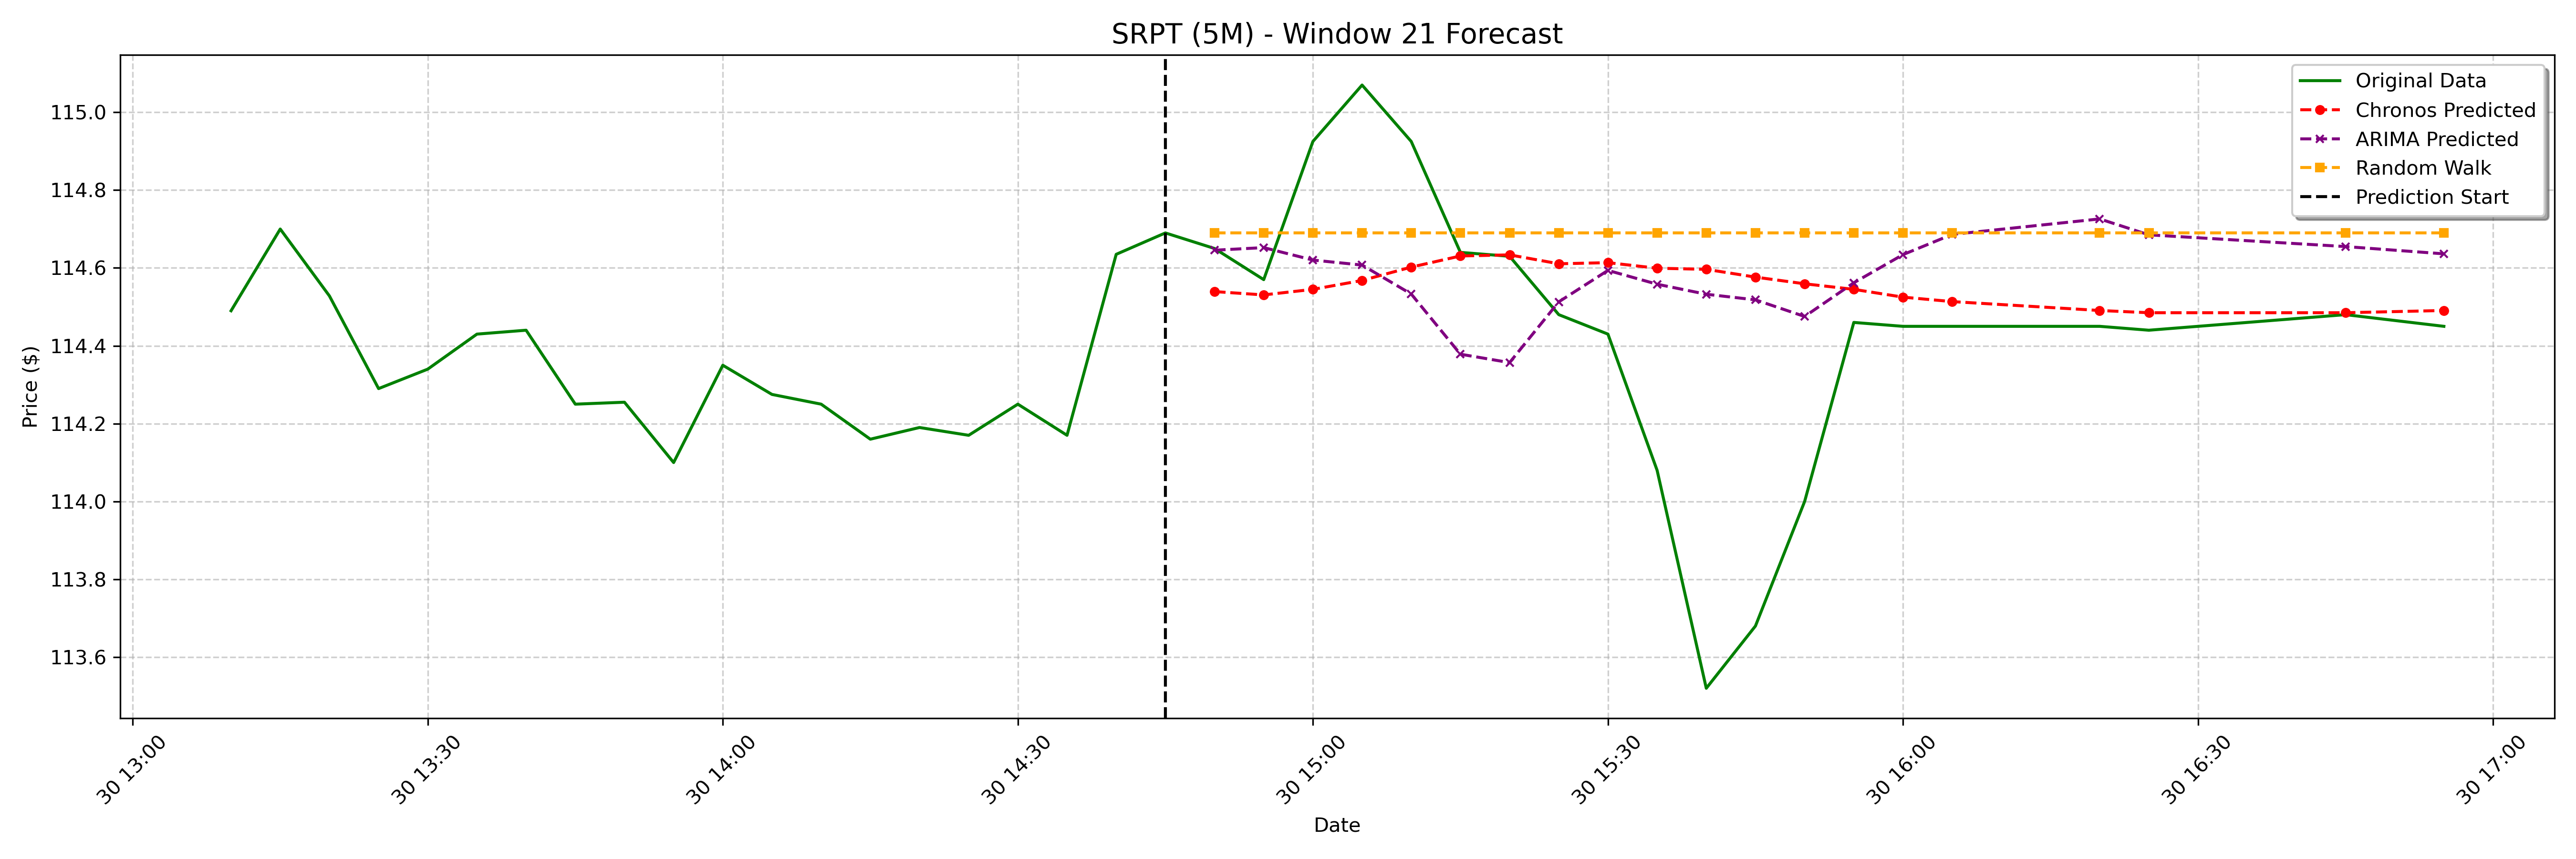 SRPT (5M) - Window 21 Forecast
Original Data
Chronos Predicted
ARIMA Predicted
Random Walk
Prediction Start
Price ($)
115.0
114.8
114.6
114.4
114.2
114.0
113.8
113.6
30 13:00
30 13:30
30 14:00
30 14:30
30 15:00
30 15:30
30 16:00
30 16:30
30 17:00
Date